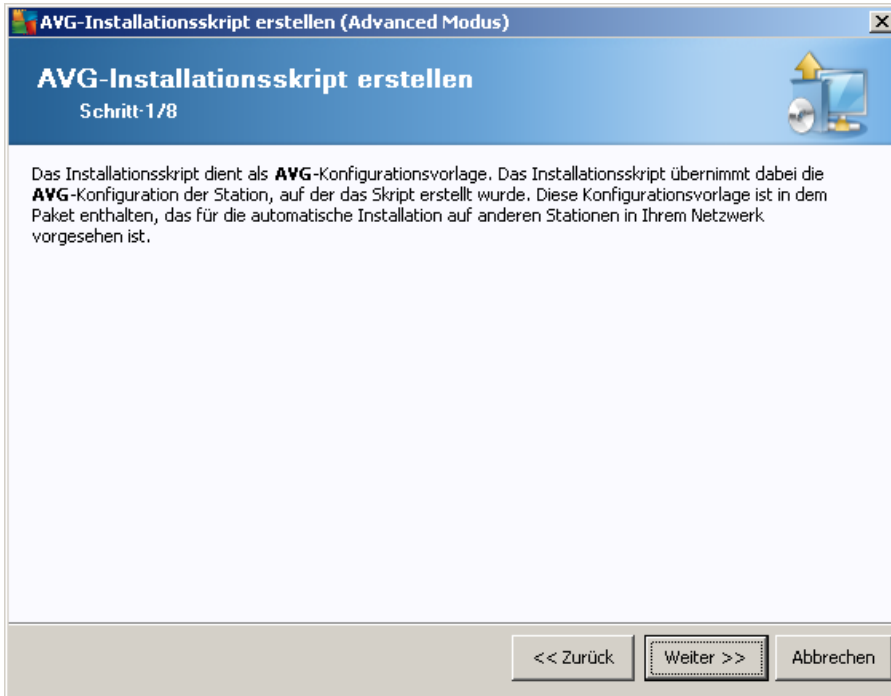 AVG-Installationsskript erstellen (Advanced Modus)
AVG-Installationsskript erstellen
Schritt-1/8
Das Installationsskript dient als AVG-Konfigurationsvorlage. Das Installationsskript übernimmt dabei die
AVG-Konfiguration der Station, auf der das Skript erstellt wurde. Diese Konfigurationsvorlage ist in dem
Paket enthalten, das für die automatische Installation auf anderen Stationen in Ihrem Netzwerk
vorgesehen ist.
<< Zurück
Weiter >>
Abbrechen